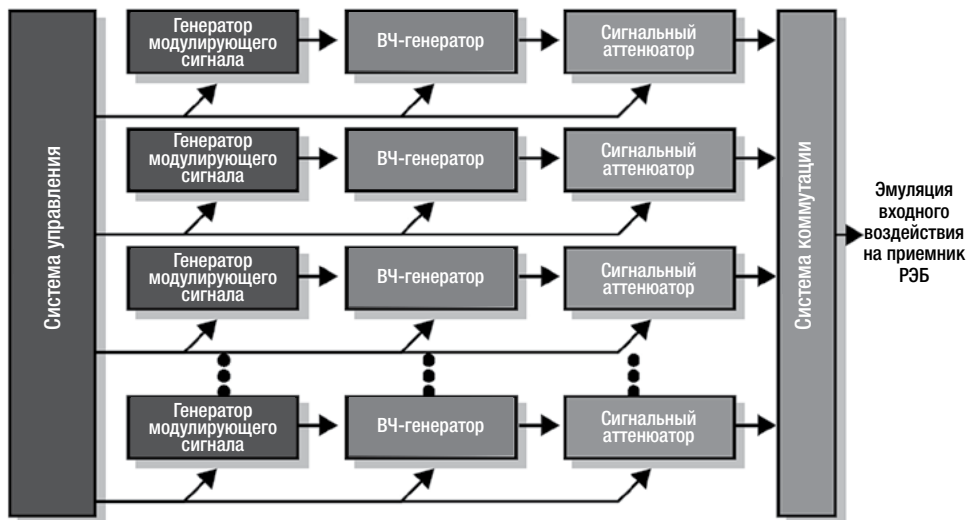 Система управления
Генератор
модулирующего
сигнала
ВЧ-генератор
Сигнальный
аттенюатор
Генератор
модулирующего
сигнала
ВЧ-генератор
Сигнальный
аттенюатор
Генератор
модулирующего
сигнала
ВЧ-генератор
Сигнальный
аттенюатор
Генератор
модулирующего
сигнала
ВЧ-генератор
Сигнальный
аттенюатор
Система коммутации
Эмуляция
входного
воздействия
на приемник
РЭБ